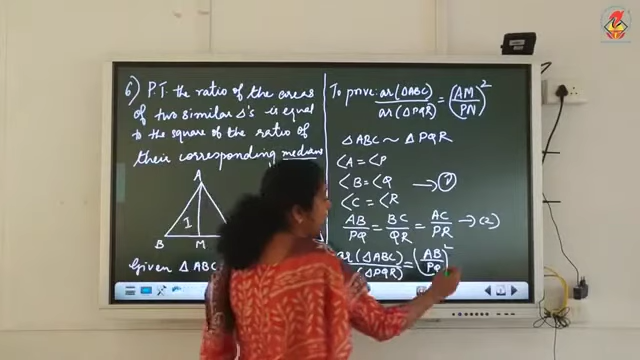 6) P.T. the ratio of the areas
of two similar Δ's is equal
to the square of the ratio of
their corresponding medians
A
1
B M
Given Δ ABC
To prove: ar(ΔABC) / ar(ΔPQR) = (AM/PN)²
Δ ABC ~ Δ PQR
∠A = ∠P
∠B = ∠Q → ①
∠C = ∠R
AB/PQ = BC/QR = AC/PR → (2)
ar(ΔABC) / (ΔPQR) = (AB/PQ)²